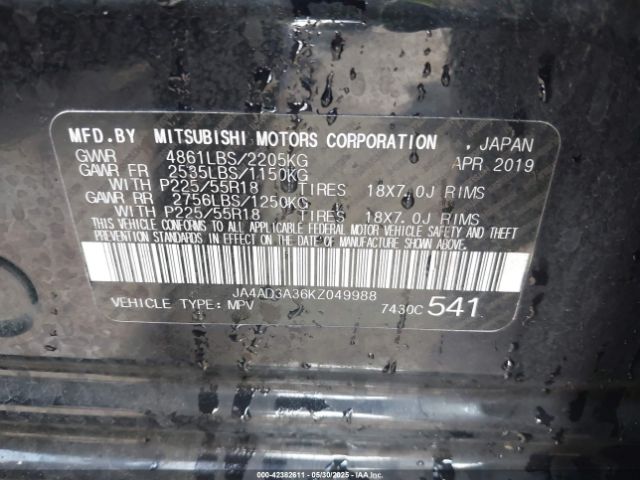 MFD.BY MITSUBISHI MOTORS CORPORATION , JAPAN
GVWR 4861LBS/2205KG APR 2019
GAWR FR 2535LBS/1150KG
WITH P225/55R18 TIRES 18X7.0J RIMS
GAWR RR 2756LBS/1250KG
WITH P225/55R18 TIRES 18X7.0J RIMS
THIS VEHICLE CONFORMS TO ALL APPLICABLE FEDERAL MOTOR VEHICLE SAFETY AND THEFT
PREVENTION STANDARDS IN EFFECT ON THE DATE OF MANUFACTURE SHOWN ABOVE.
JA4AD3A36KZ049988
VEHICLE TYPE: MPV 7430C 541
000-42382611 - 05/30/2025 - Copyright © IAA